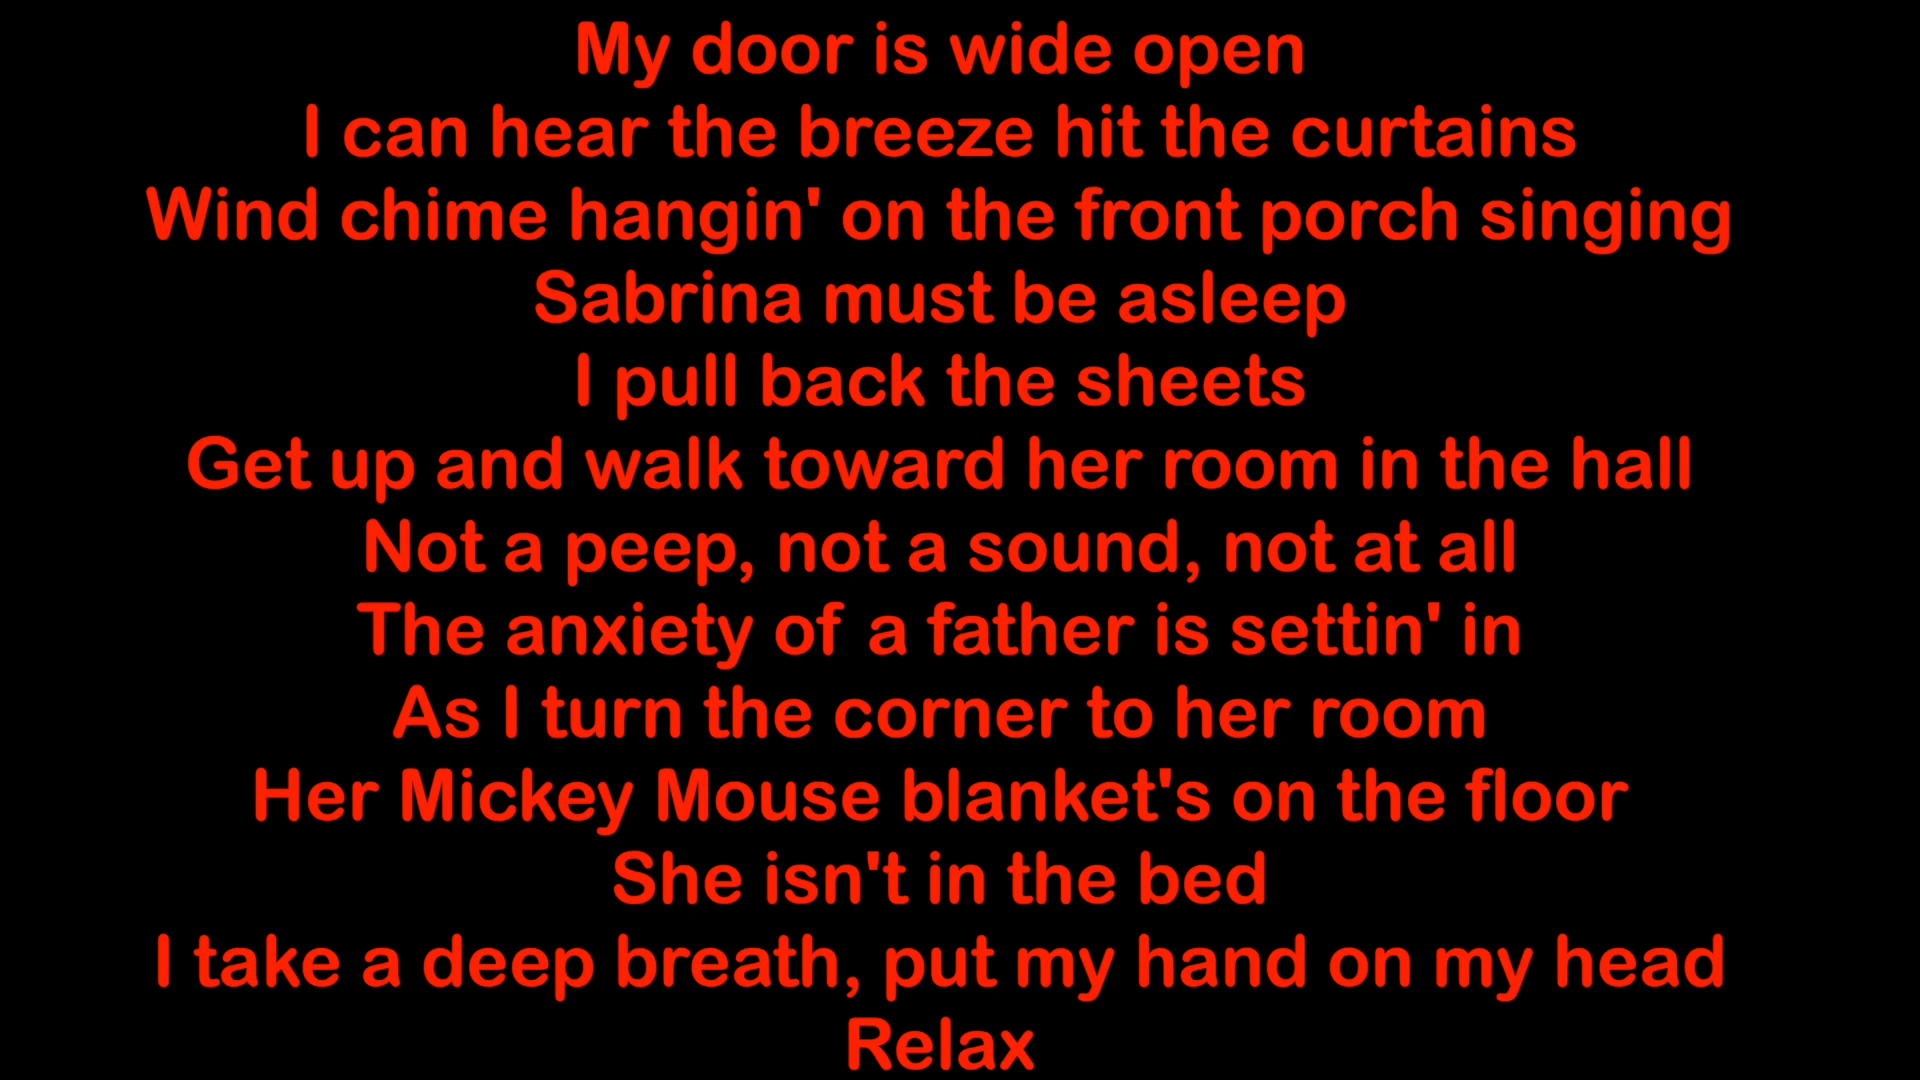 My door is wide open
I can hear the breeze hit the curtains
Wind chime hangin' on the front porch singing
Sabrina must be asleep
I pull back the sheets
Get up and walk toward her room in the hall
Not a peep, not a sound, not at all
The anxiety of a father is settin' in
As I turn the corner to her room
Her Mickey Mouse blanket's on the floor
She isn't in the bed
I take a deep breath, put my hand on my head
Relax